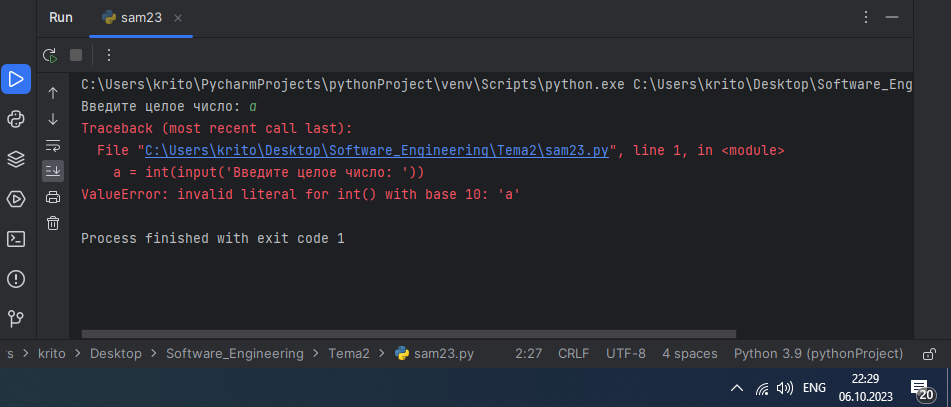 Run sam23
C:\Users\krito\PycharmProjects\pythonProject\venv\Scripts\python.exe C:\Users\krito\Desktop\Software_Eng
Введите целое число: a
Traceback (most recent call last):
File "C:\Users\krito\Desktop\Software_Engineering\Tema2\sam23.py", line 1, in <module>
a = int(input('Введите целое число: '))
ValueError: invalid literal for int() with base 10: 'a'
Process finished with exit code 1
rs > krito > Desktop > Software_Engineering > Tema2 > sam23.py 2:27 CRLF UTF-8 4 spaces Python 3.9 (pythonProject)
ENG 22:29
06.10.2023 20